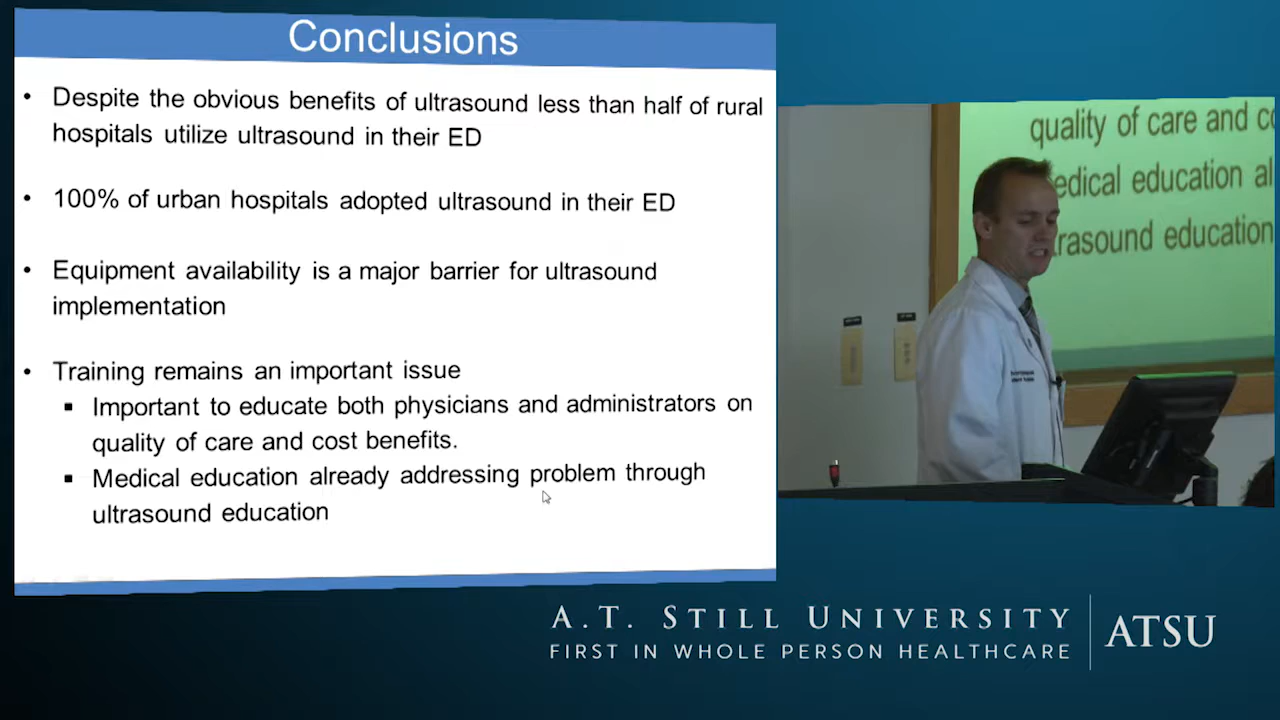 Conclusions
• Despite the obvious benefits of ultrasound less than half of rural
hospitals utilize ultrasound in their ED
• 100% of urban hospitals adopted ultrasound in their ED
• Equipment availability is a major barrier for ultrasound
implementation
• Training remains an important issue
▪ Important to educate both physicians and administrators on
quality of care and cost benefits.
▪ Medical education already addressing problem through
ultrasound education
quality of care and
education
education
A.T. STILL UNIVERSITY
FIRST IN WHOLE PERSON HEALTHCARE
ATSU